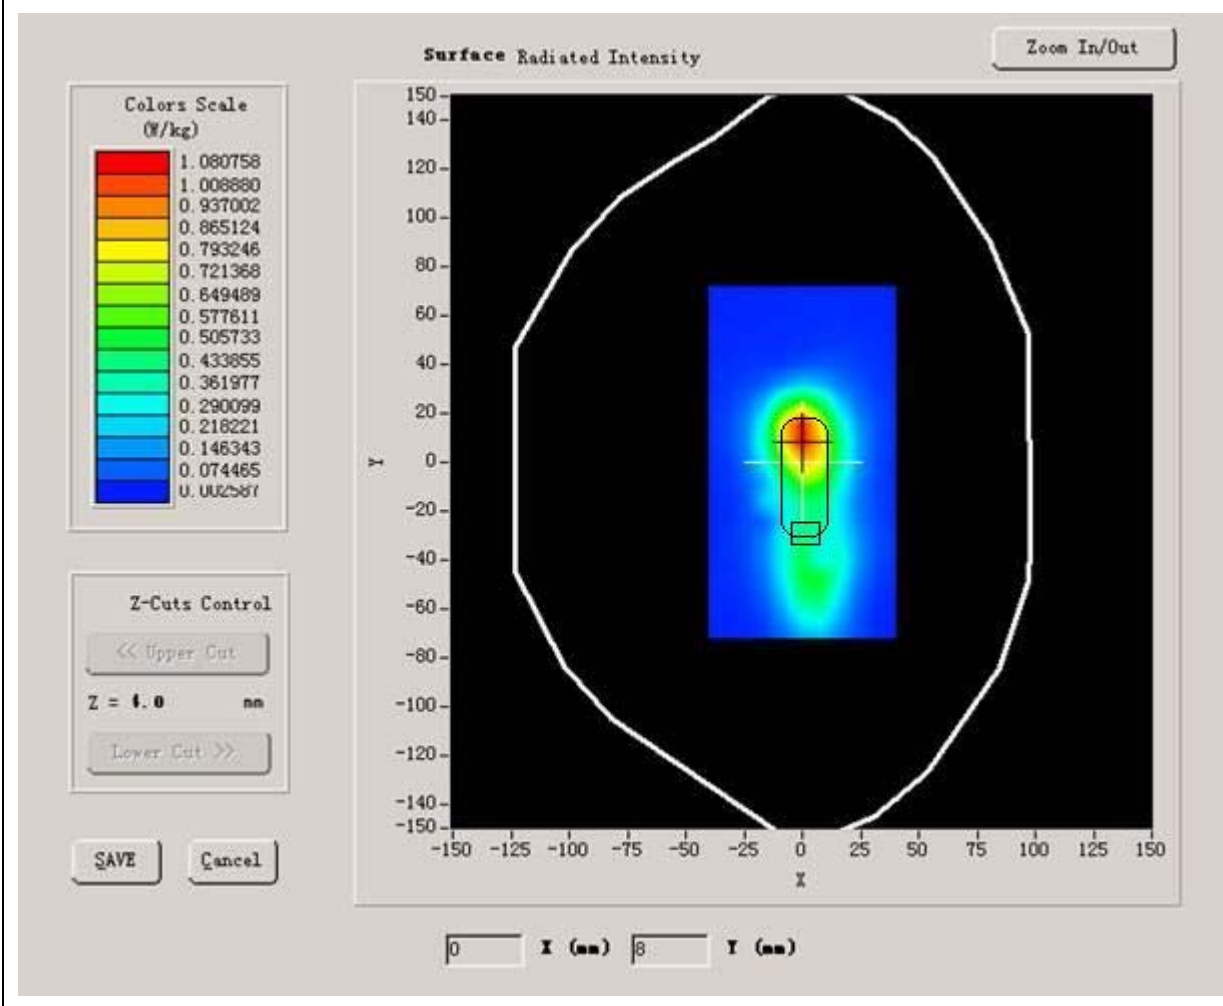 Surface Radiated Intensity
Zoom In/Out
Colors Scale
(W/kg)
1.080758
1.008880
0.937002
0.865124
0.793246
0.721368
0.649489
0.577611
0.505733
0.433855
0.361977
0.290099
0.218221
0.146343
0.074465
0.002587
Z-Cuts Control
<< Upper Cut
Z = 4.0 mm
Lower Cut >>
SAVE
Cancel
150
140
120
100
80
60
40
20
0
-20
-40
-60
-80
-100
-120
-140
-150
Y
-150 -125 -100 -75 -50 -25 0 25 50 75 100 125 150
X
0 X (mm) 8 Y (mm)